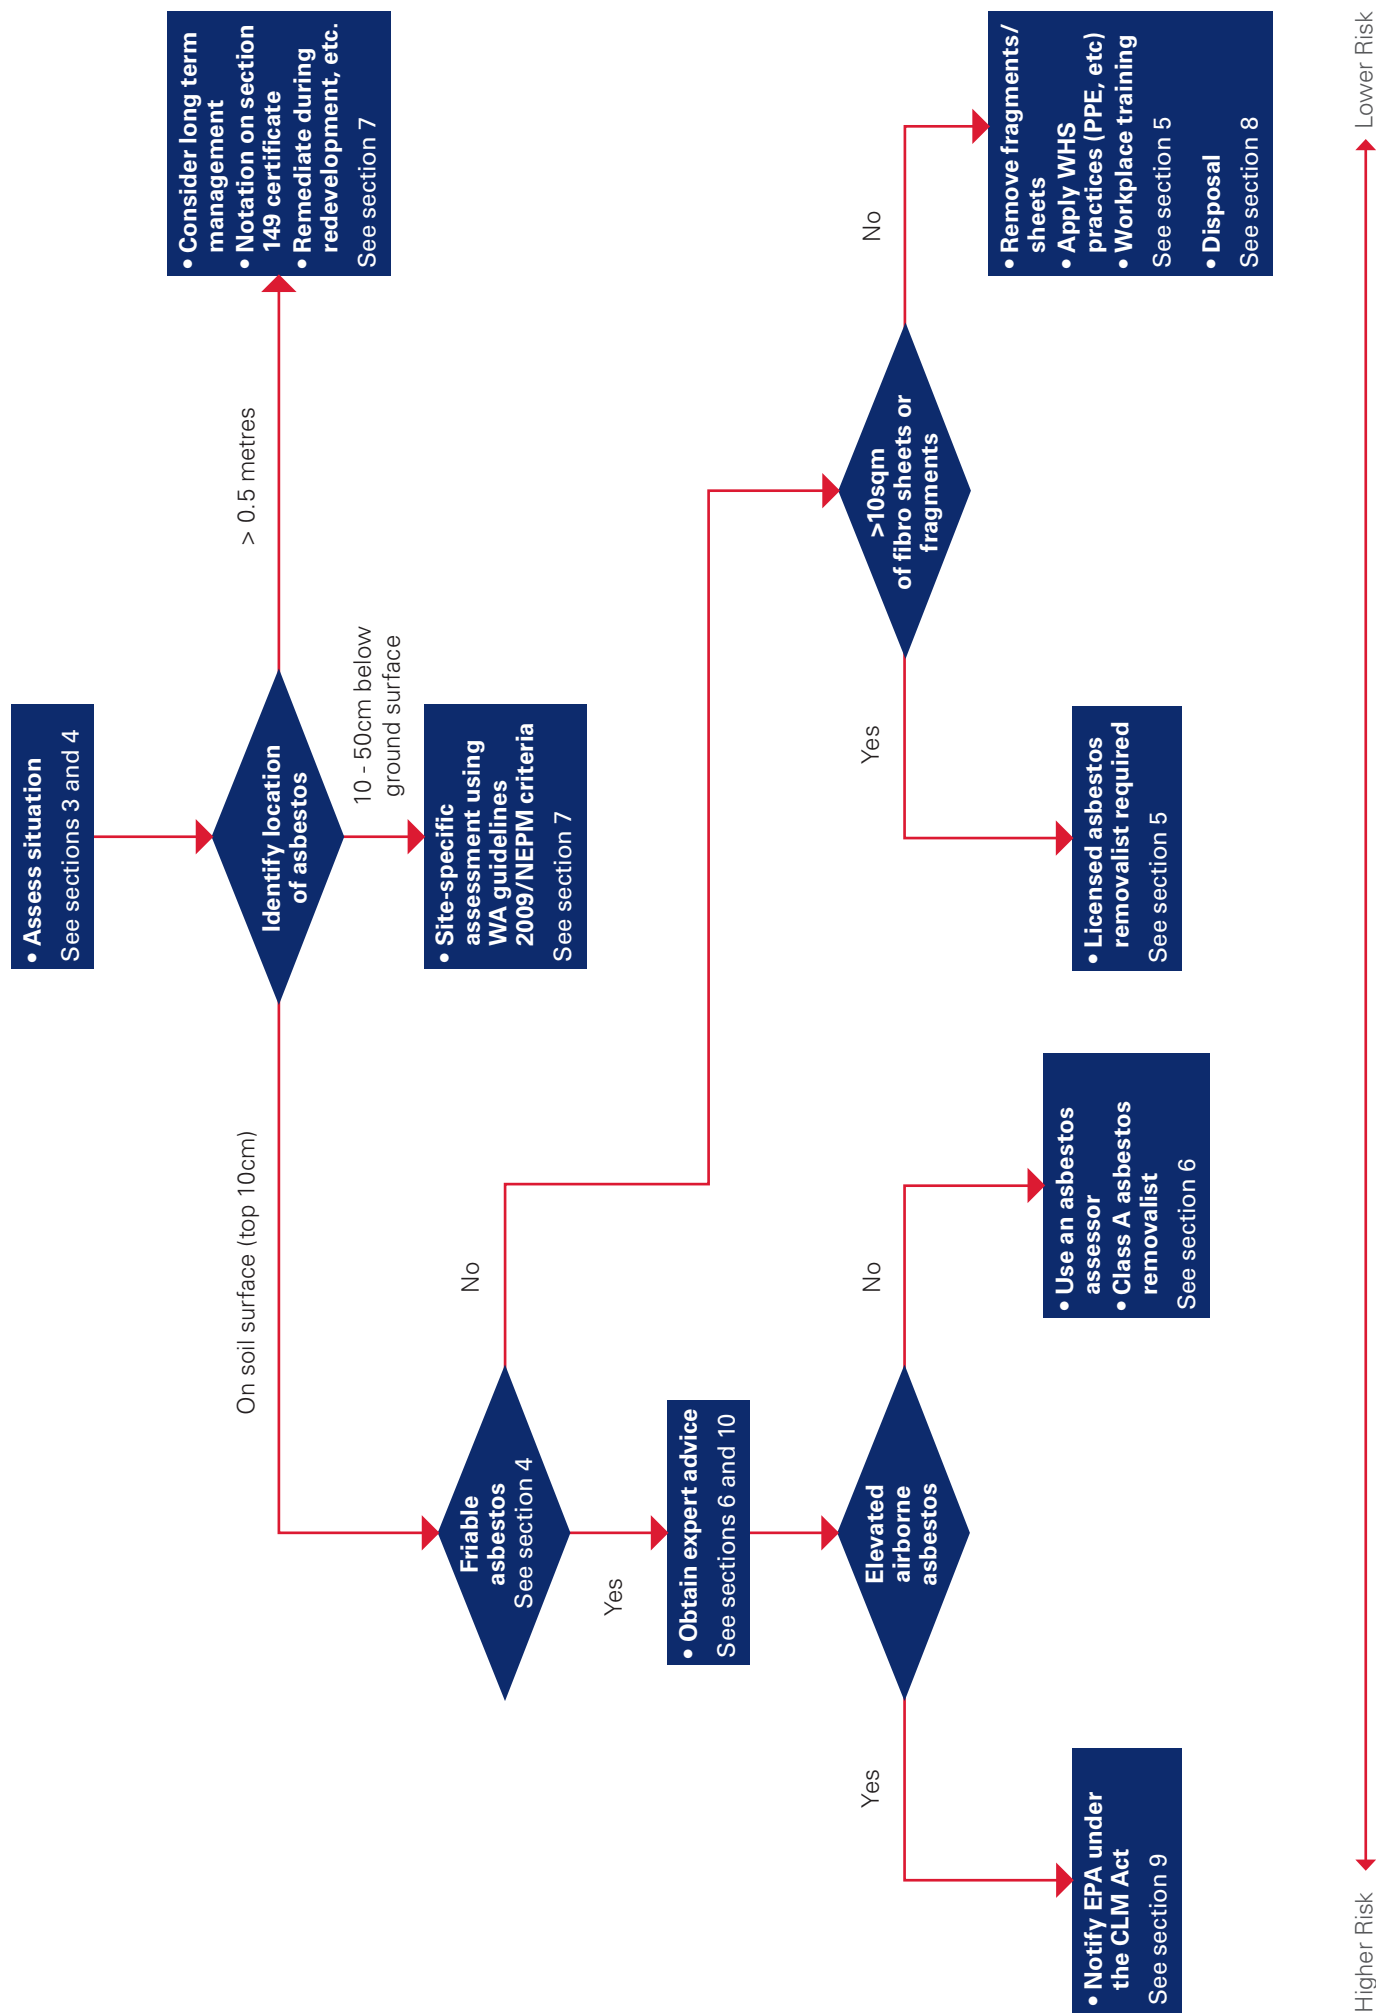 • Assess situation
See sections 3 and 4
Identify location
of asbestos
On soil surface (top 10cm)
10 - 50cm below
ground surface
> 0.5 metres
• Consider long term
management
• Notation on section
149 certificate
• Remediate during
redevelopment, etc.
See section 7
• Site-specific
assessment using
WA guidelines
2009/NEPM criteria
See section 7
Friable
asbestos
See section 4
No
Yes
• Obtain expert advice
See sections 6 and 10
Elevated
airborne
asbestos
Yes
No
>10sqm
of fibro sheets or
fragments
Yes
No
• Notify EPA under
the CLM Act
See section 9
• Use an asbestos
assessor
• Class A asbestos
removalist
See section 6
• Licensed asbestos
removalist required
See section 5
• Remove fragments/
sheets
• Apply WHS
practices (PPE, etc)
• Workplace training
See section 5
• Disposal
See section 8
Higher Risk
Lower Risk